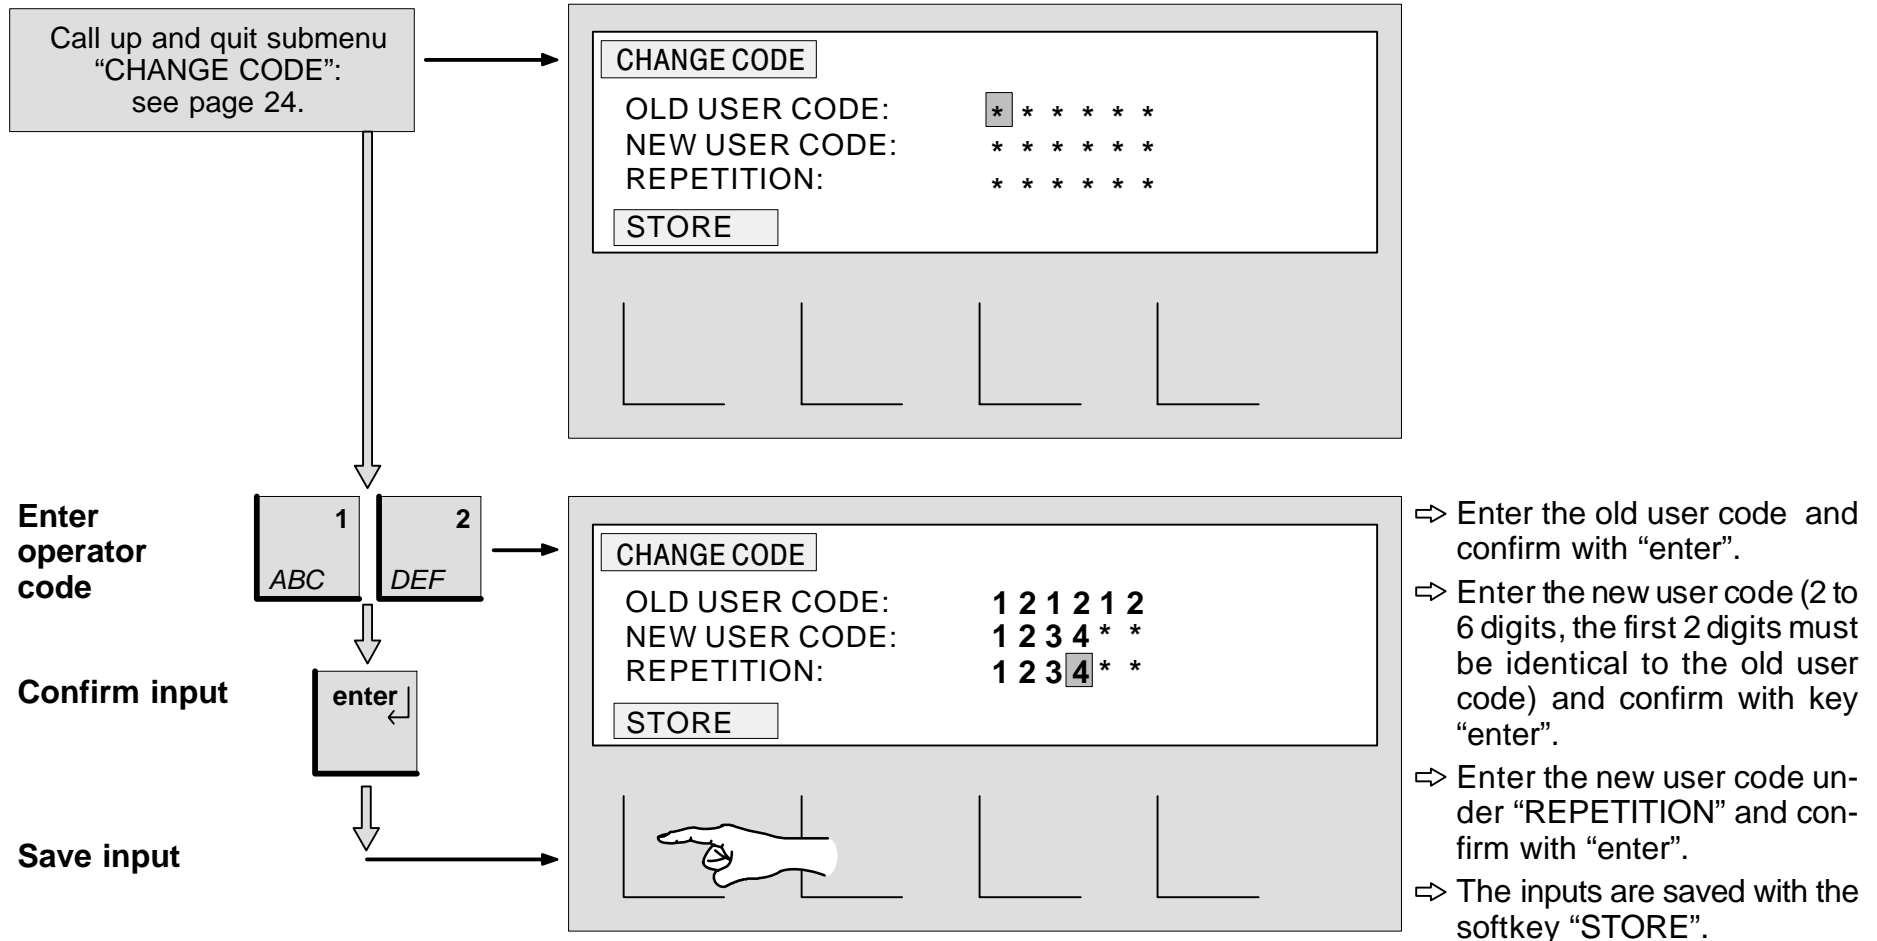 Call up and quit submenu
“CHANGE CODE”:
see page 24.
CHANGE CODE
OLD USER CODE: * * * * * *
NEW USER CODE: * * * * * *
REPETITION: * * * * * *
STORE
Enter
operator
code
1
ABC
2
DEF
CHANGE CODE
OLD USER CODE: 1 2 1 2 1 2
NEW USER CODE: 1 2 3 4 * *
REPETITION: 1 2 3 4 * *
STORE
Confirm input
enter
Save input
⇨ Enter the old user code and
confirm with “enter”.
⇨ Enter the new user code (2 to
6 digits, the first 2 digits must
be identical to the old user
code) and confirm with key
“enter”.
⇨ Enter the new user code un-
der “REPETITION” and con-
firm with “enter”.
⇨ The inputs are saved with the
softkey “STORE”.